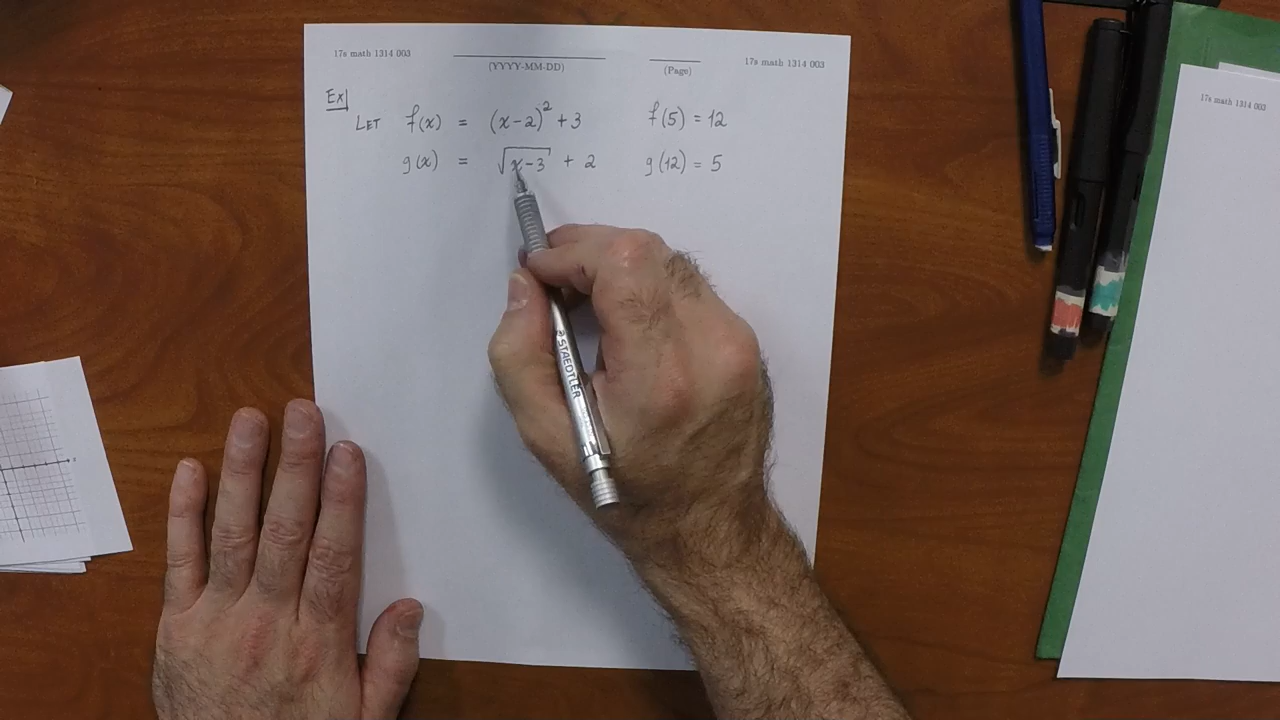 17s math 1314 003
(YYYY-MM-DD)
(Page)
17s math 1314 003
Ex
LET f(x) = (x-2)² + 3 f(5) = 12
g(x) = √(x-3) + 2 g(12) = 5
STAEDTLER
17s math 1314 003